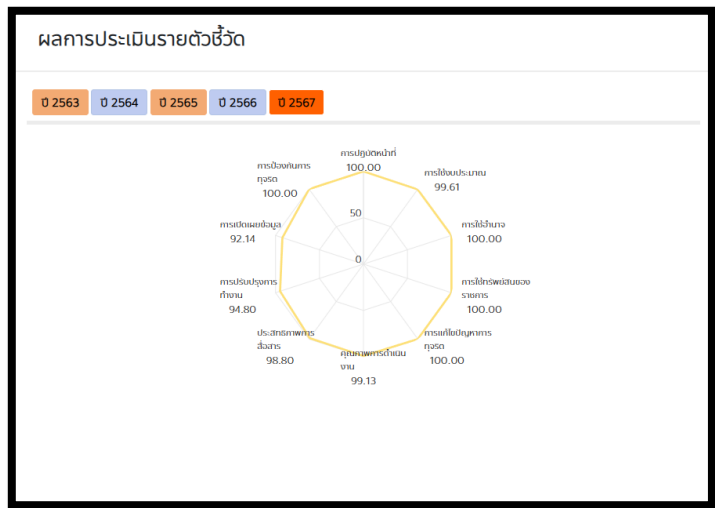 ผลการประเมินรายตัวชี้วัด
ปี 2563 ปี 2564 ปี 2565 ปี 2566 ปี 2567
การปฏิบัติหน้าที่
100.00
การป้องกันการ
ทุจริต
100.00
การใช้งบประมาณ
99.61
50
การเปิดเผยข้อมูล
92.14
การใช้อำนาจ
100.00
0
การปรับปรุงการ
ทำงาน
94.80
การใช้ทรัพย์สินของ
ราชการ
100.00
ประสิทธิภาพการ
สื่อสาร
98.80
การแก้ไขปัญหาการ
ทุจริต
100.00
คุณภาพการดำเนิน
งาน
99.13